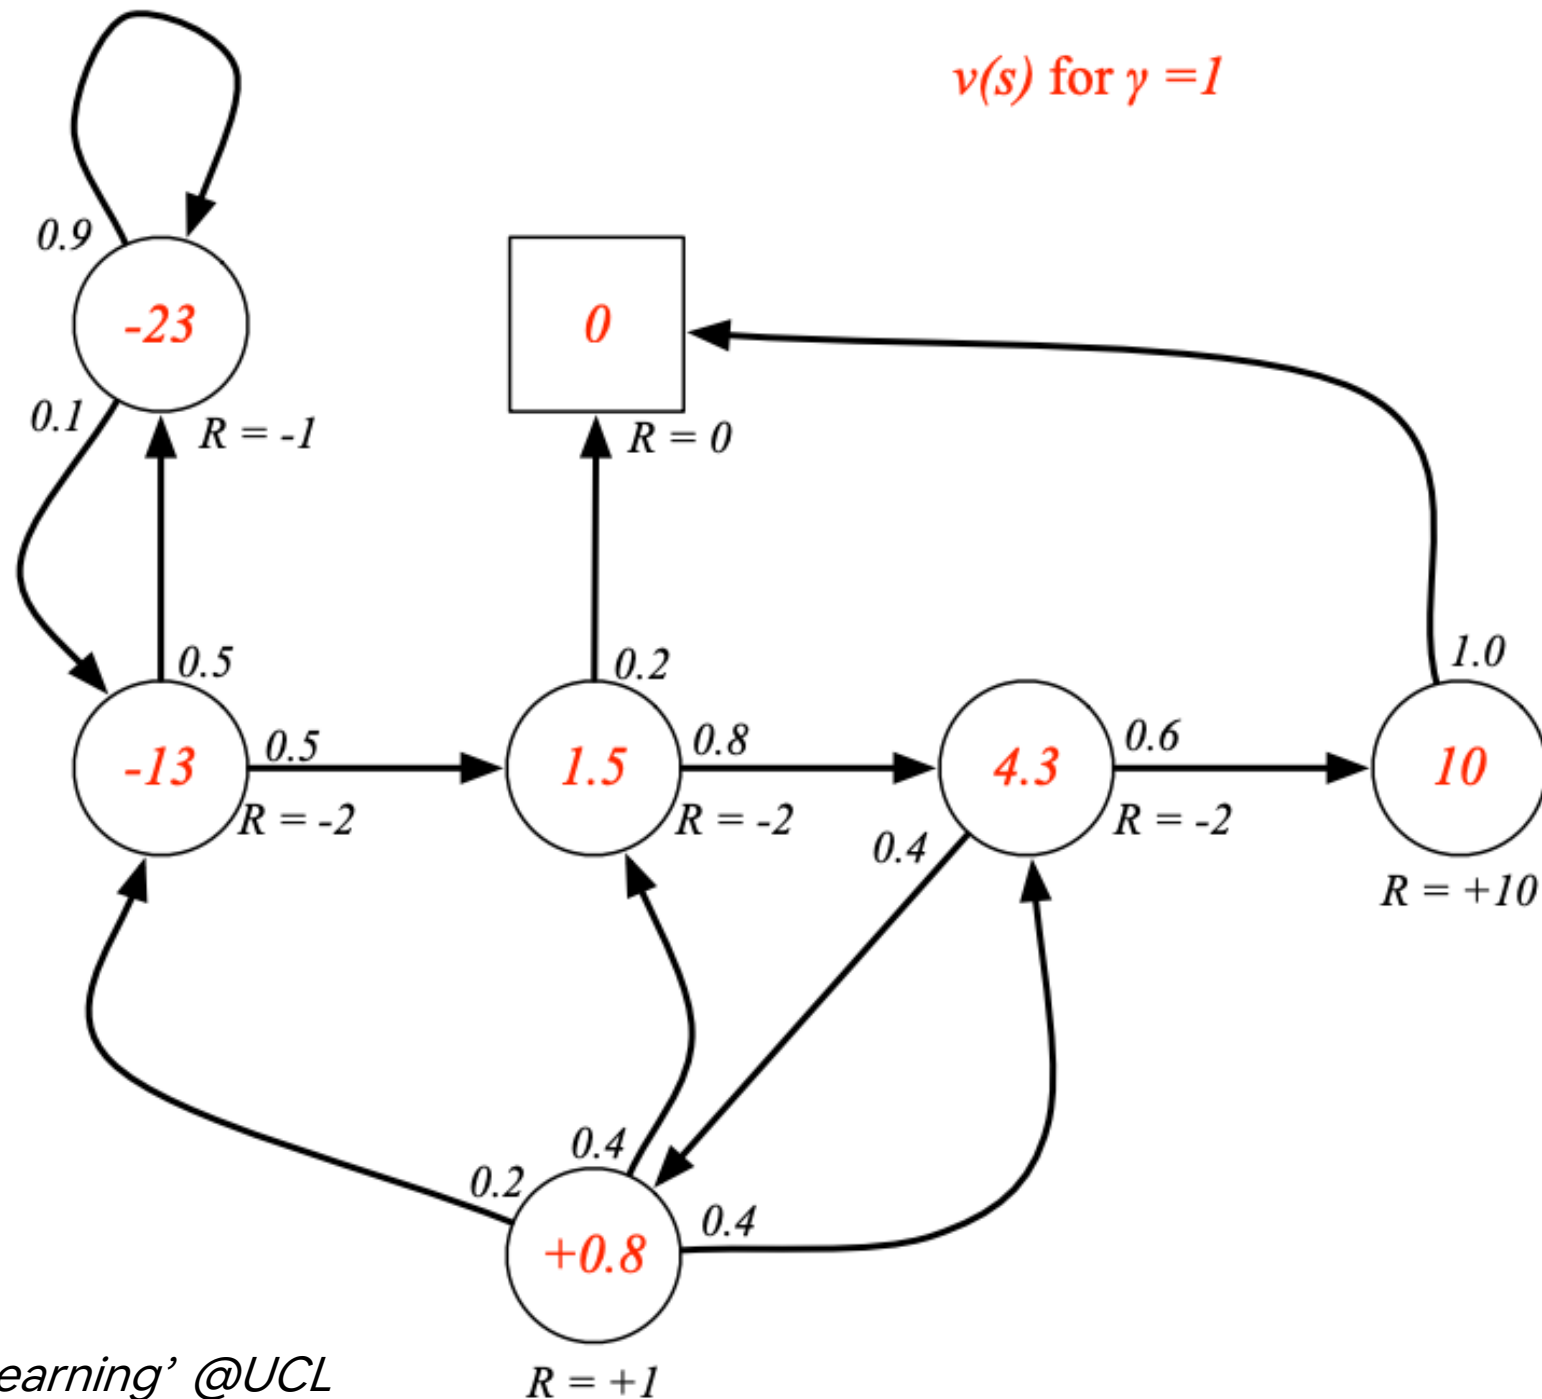 v(s) for γ =1
0.9
-23
0
0.1
R = -1
R = 0
0.5
0.2
1.0
-13
0.5
1.5
0.8
4.3
0.6
10
R = -2
R = -2
R = -2
0.4
R = +10
0.4
0.2
0.4
+0.8
earning’ @UCL
R = +1